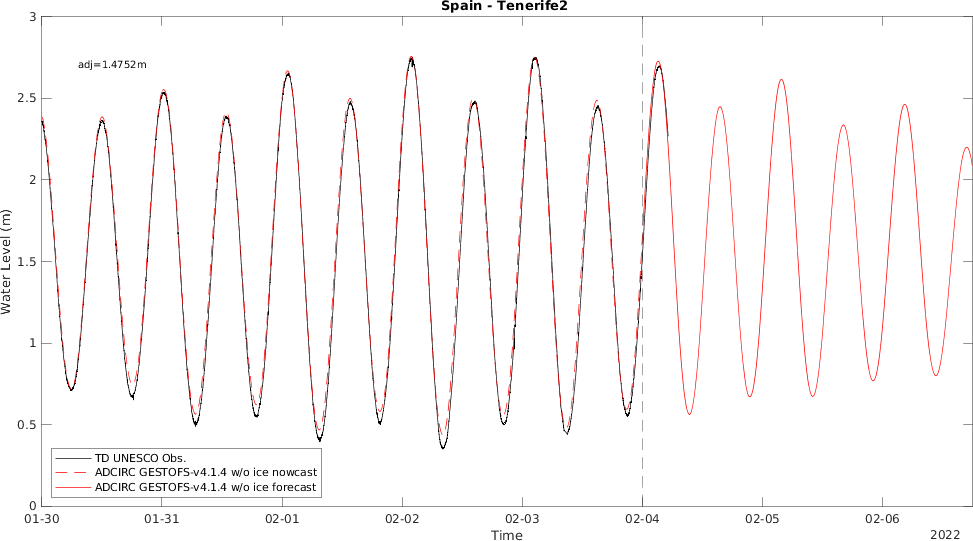 Spain - Tenerife2
adj=1.4752m
3
2.5
2
1.5
1
0.5
0
Water Level (m)
TD UNESCO Obs.
ADCIRC GESTOFS-v4.1.4 w/o ice nowcast
ADCIRC GESTOFS-v4.1.4 w/o ice forecast
01-30 01-31 02-01 02-02 02-03 02-04 02-05 02-06
Time
2022